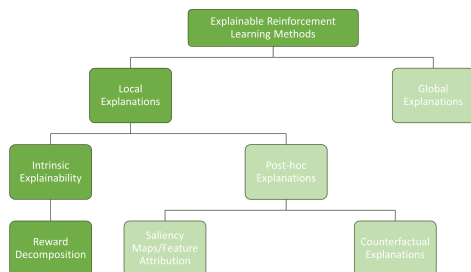 Explainable Reinforcement
Learning Methods
Local
Explanations
Global
Explanations
Intrinsic
Explainability
Post-hoc
Explanations
Reward
Decomposition
Saliency
Maps/Feature
Attribution
Counterfactual
Explanations